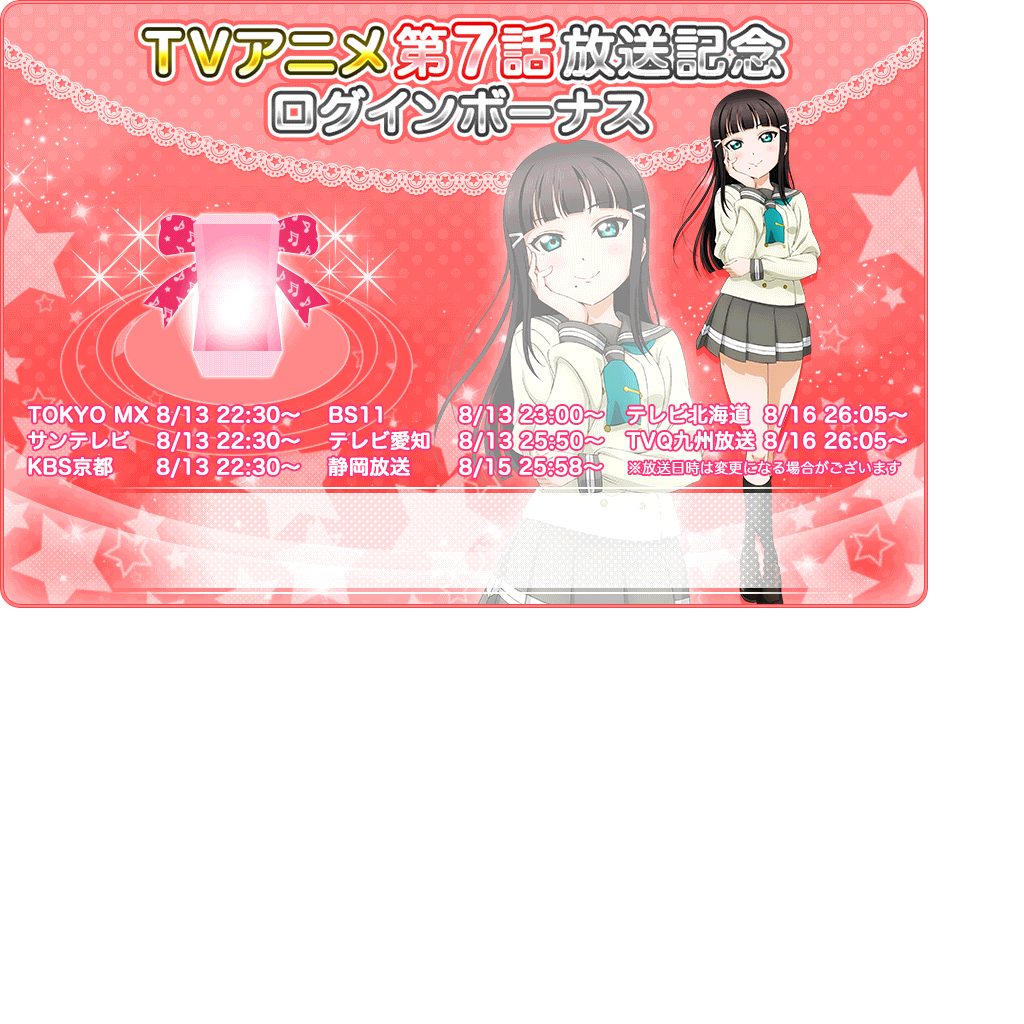 TVアニメ第7話放送記念
ログインボーナス
TOKYO MX 8/13 22:30～ BS11 8/13 23:00～ テレビ北海道 8/16 26:05～
サンテレビ 8/13 22:30～ テレビ愛知 8/13 25:50～ TVQ九州放送 8/16 26:05～
KBS京都 8/13 22:30～ 静岡放送 8/15 25:58～ ※放送日時は変更になる場合がございます